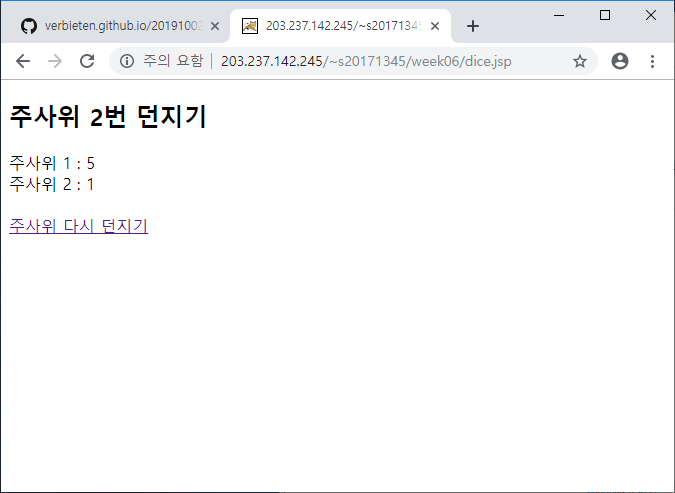 verbieten.github.io/2019100
203.237.142.245/~s2017134
주의 요함 | 203.237.142.245/~s20171345/week06/dice.jsp
주사위 2번 던지기
주사위 1 : 5
주사위 2 : 1
주사위 다시 던지기